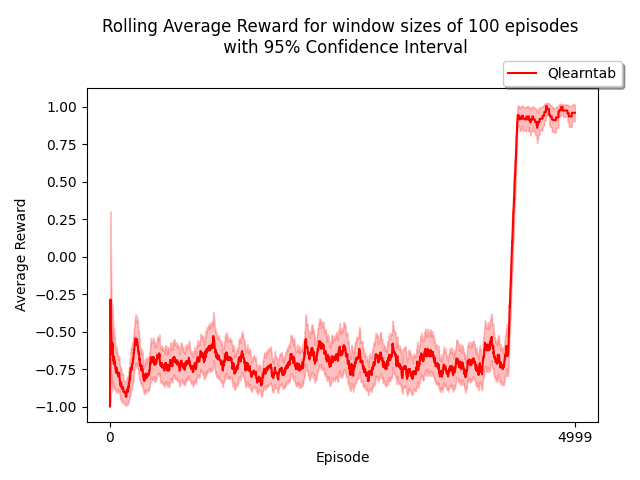 Rolling Average Reward for window sizes of 100 episodes
with 95% Confidence Interval
Qlearntab
1.00
0.75
0.50
0.25
0.00
−0.25
−0.50
−0.75
−1.00
Average Reward
0 4999
Episode